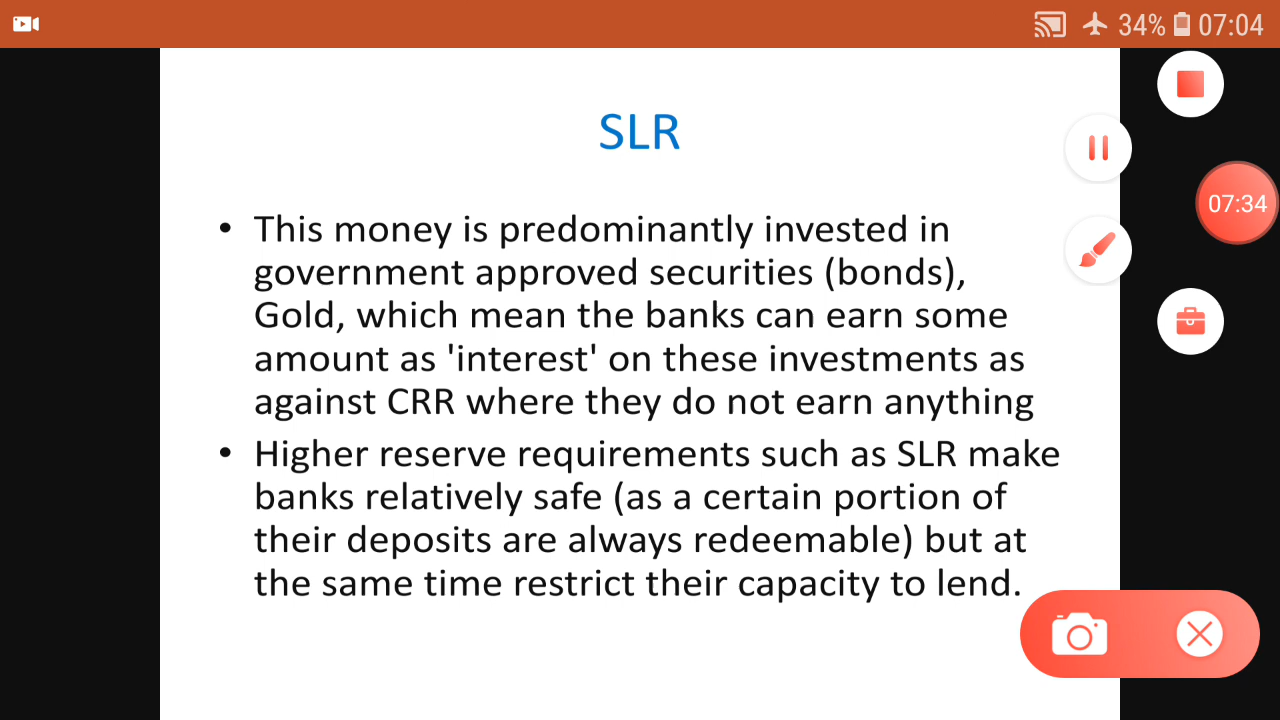 34% 07:04
SLR
07:34
• This money is predominantly invested in
government approved securities (bonds),
Gold, which mean the banks can earn some
amount as 'interest' on these investments as
against CRR where they do not earn anything
• Higher reserve requirements such as SLR make
banks relatively safe (as a certain portion of
their deposits are always redeemable) but at
the same time restrict their capacity to lend.